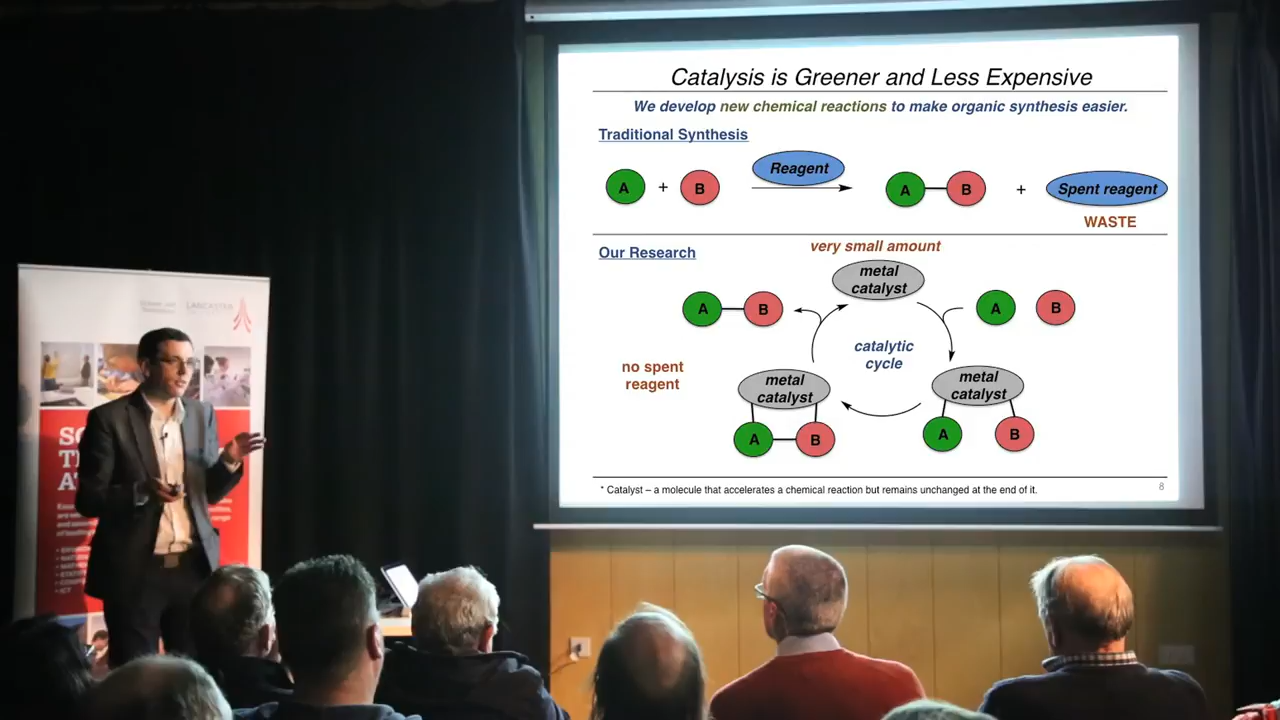 Catalysis is Greener and Less Expensive
We develop new chemical reactions to make organic synthesis easier.
Traditional Synthesis
A + B
Reagent
A B + Spent reagent
WASTE
Our Research
very small amount
metal
catalyst
A B
A B
catalytic
cycle
no spent
reagent
metal
catalyst
A B
metal
catalyst
A B
* Catalyst – a molecule that accelerates a chemical reaction but remains unchanged at the end of it.
8
LANCASTER
ICT